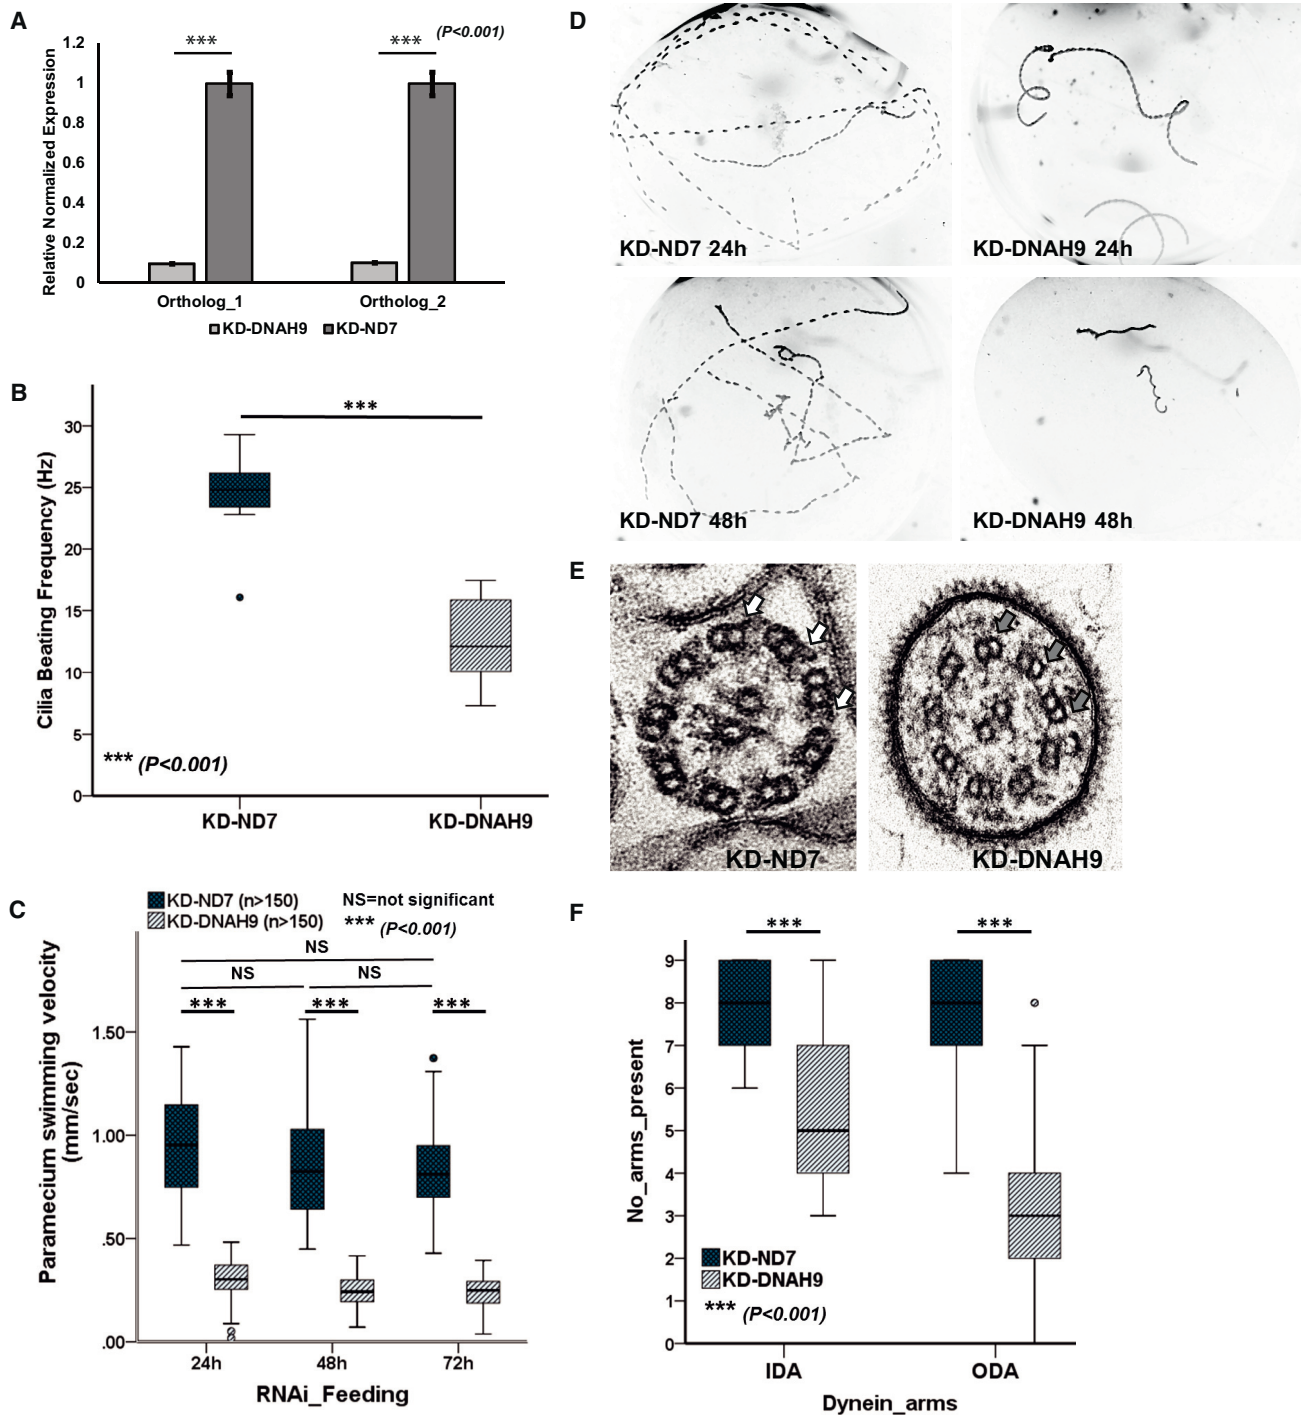 A
Relative Normalized Expression
1.2
1
0.8
0.6
0.4
0.2
0
***
***
(P<0.001)
Ortholog_1
Ortholog_2
KD-DNAH9
KD-ND7
B
Cilia Beating Frequency (Hz)
30
25
20
15
10
5
0
***
*** (P<0.001)
KD-ND7
KD-DNAH9
C
KD-ND7 (n>150)
KD-DNAH9 (n>150)
NS=not significant
*** (P<0.001)
Paramecium swimming velocity
(mm/sec)
1.50
1.00
.50
.00
NS
NS
NS
***
***
***
24h
48h
72h
RNAi_Feeding
D
KD-ND7 24h
KD-DNAH9 24h
KD-ND7 48h
KD-DNAH9 48h
E
KD-ND7
KD-DNAH9
F
No_arms_present
9
8
7
6
5
4
3
2
1
0
***
***
KD-ND7
KD-DNAH9
*** (P<0.001)
IDA
ODA
Dynein_arms